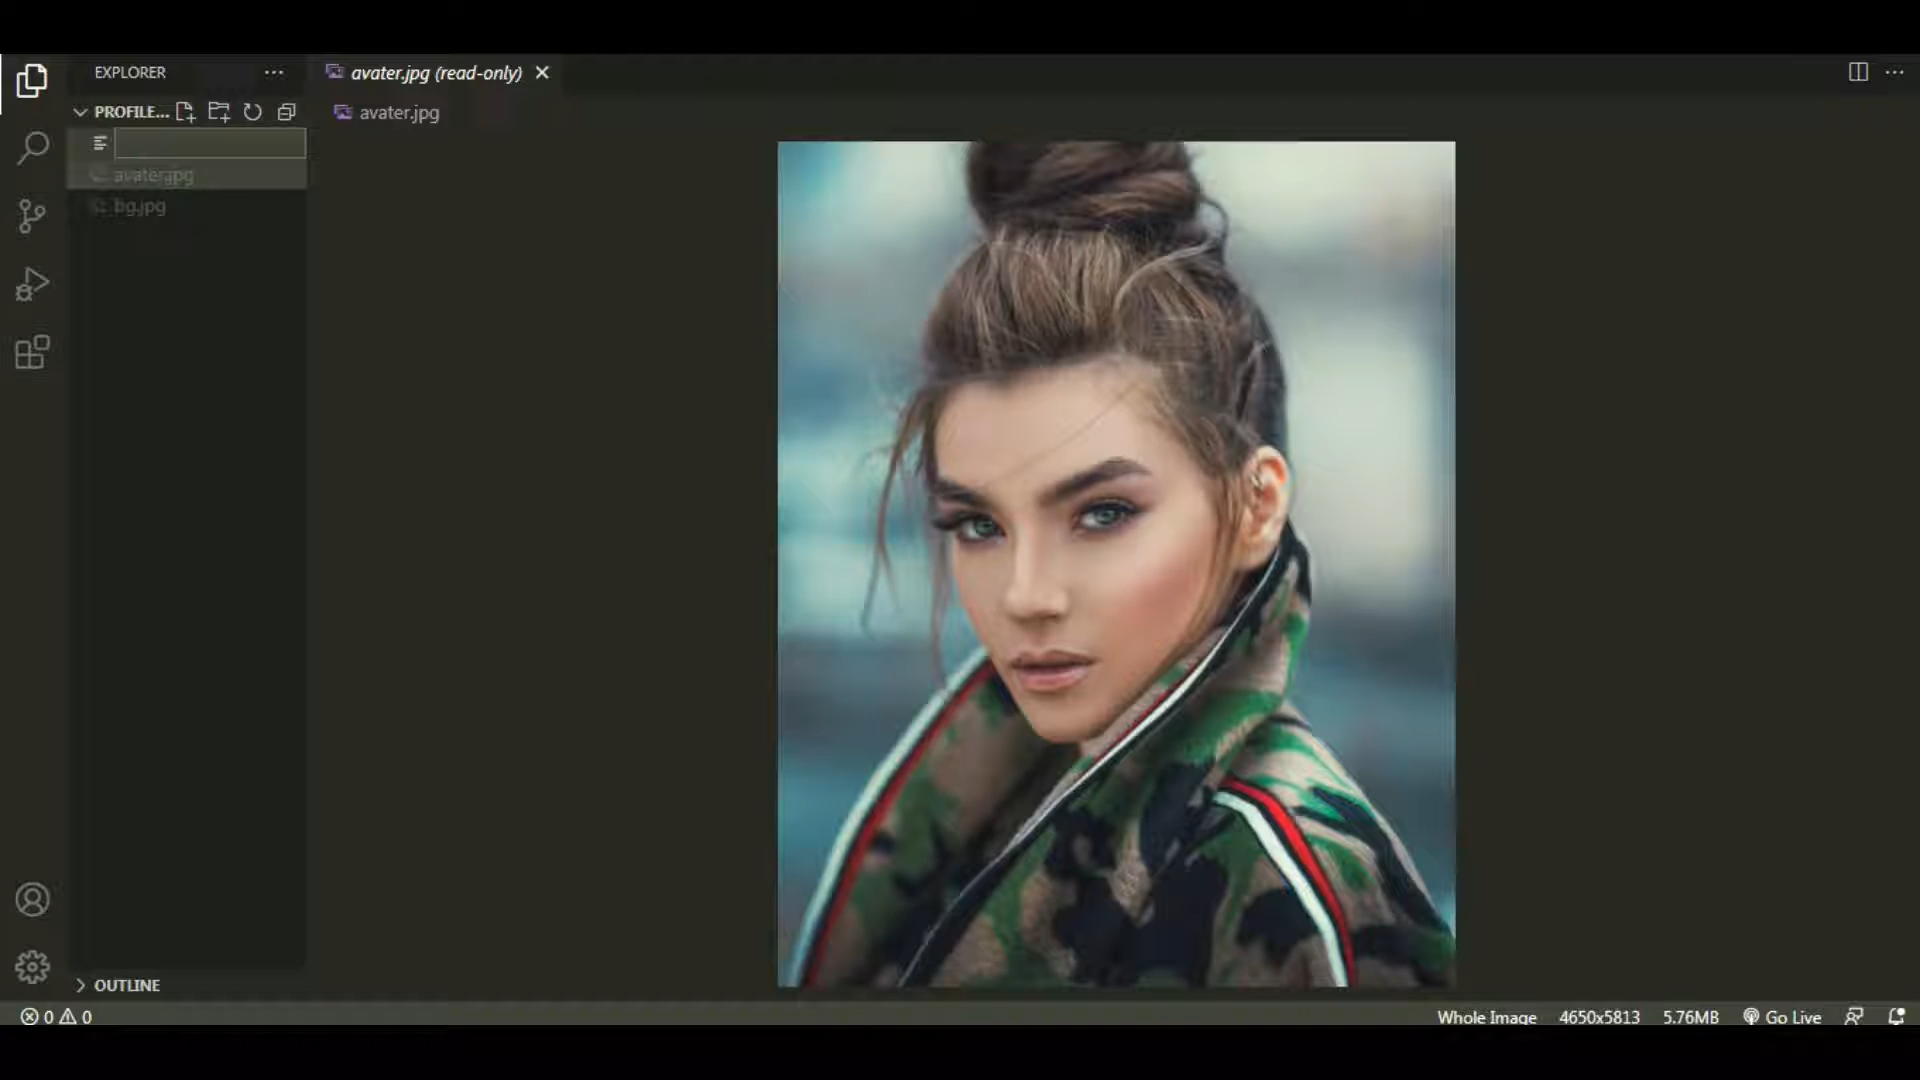 EXPLORER
avater.jpg (read-only)
PROFILE...
avater.jpg
avater.jpg
bg.jpg
OUTLINE
0 0
Whole Image 4650x5813 5.76MB Go Live